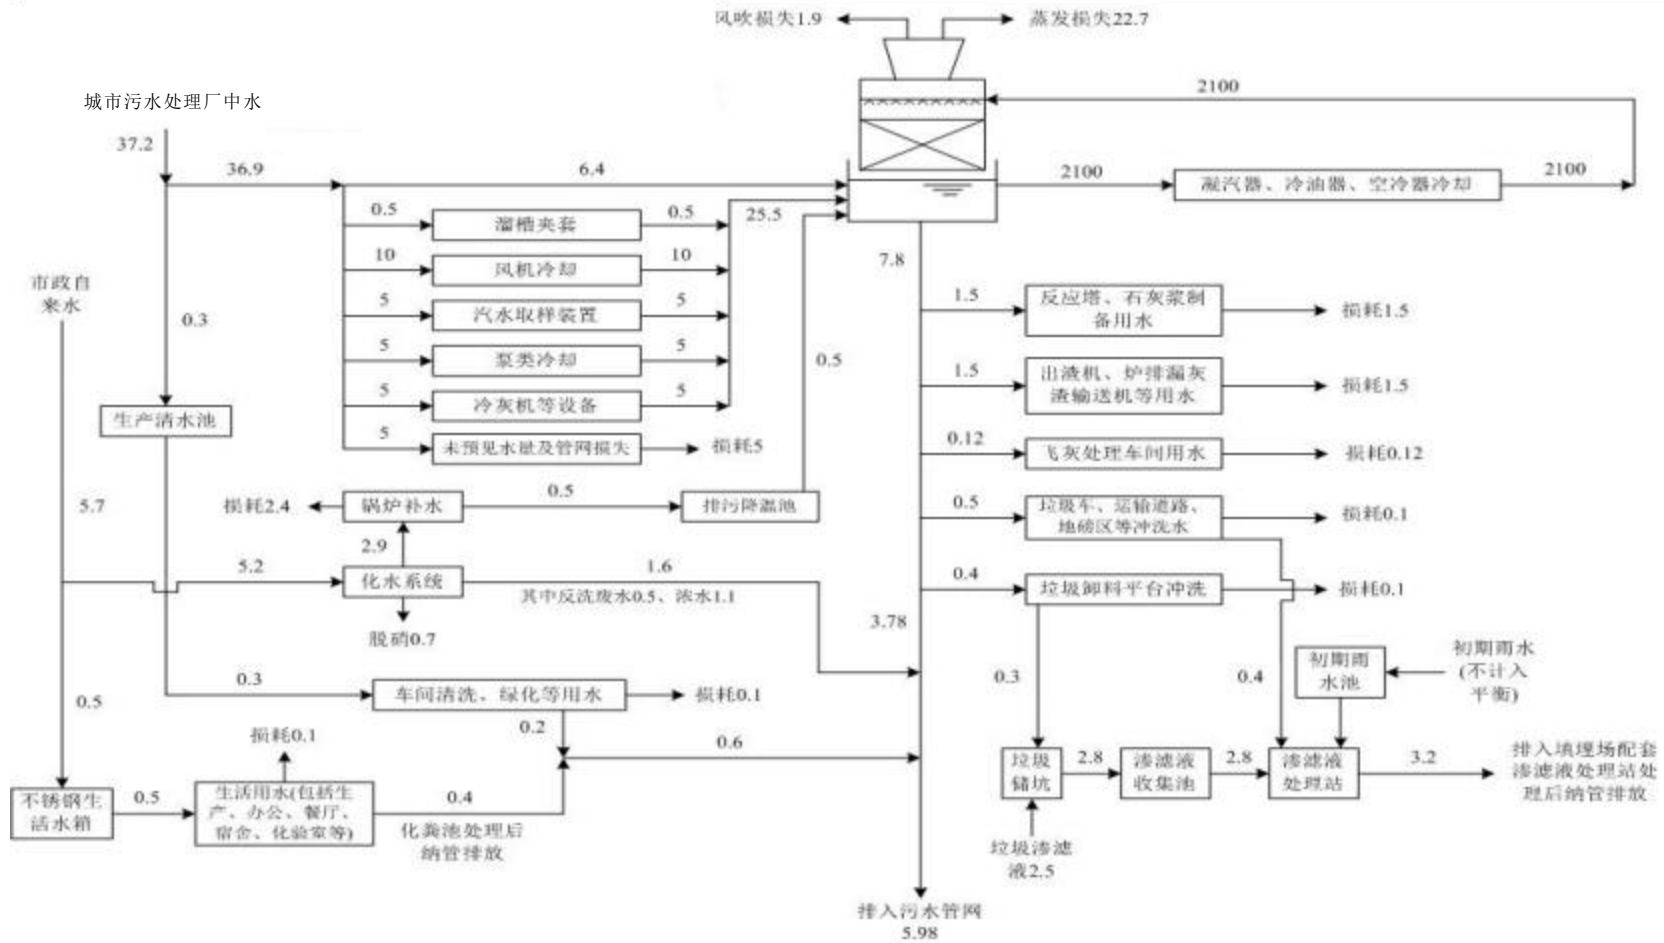 风吹损失1.9
蒸发损失22.7
2100
城市污水处理厂中水
37.2
36.9
6.4
2100
凝汽器、冷油器、空冷器冷却
2100
0.5
溜槽夹套
0.5
25.5
10
风机冷却
10
7.8
市政自
来水
0.3
5
汽水取样装置
5
1.5
反应塔、石灰浆制
备用水
损耗1.5
5
泵类冷却
5
0.5
1.5
出渣机、炉排漏灰
渣输送机等用水
损耗1.5
生产清水池
5
冷灰机等设备
5
5
未预见水量及管网损失
损耗5
0.12
飞灰处理车间用水
损耗0.12
5.7
损耗2.4
锅炉补水
0.5
排污降温池
0.5
垃圾车、运输道路、
地磅区等冲洗水
损耗0.1
2.9
5.2
化水系统
1.6
其中反洗废水0.5、浓水1.1
0.4
垃圾卸料平台冲洗
损耗0.1
脱硝0.7
3.78
0.3
0.4
初期雨
水池
初期雨水
(不计入
平衡)
0.5
0.3
车间清洗、绿化等用水
损耗0.1
0.2
损耗0.1
0.6
垃圾
储坑
2.8
渗滤液
收集池
2.8
渗滤液
处理站
3.2
排入填埋场配套
渗滤液处理站处
理后纳管排放
不锈钢生
活水箱
0.5
生活用水(包括生
产、办公、餐厅、
宿舍、化验室等)
0.4
化粪池处理后
纳管排放
垃圾渗滤
液2.5
排入污水管网
5.98